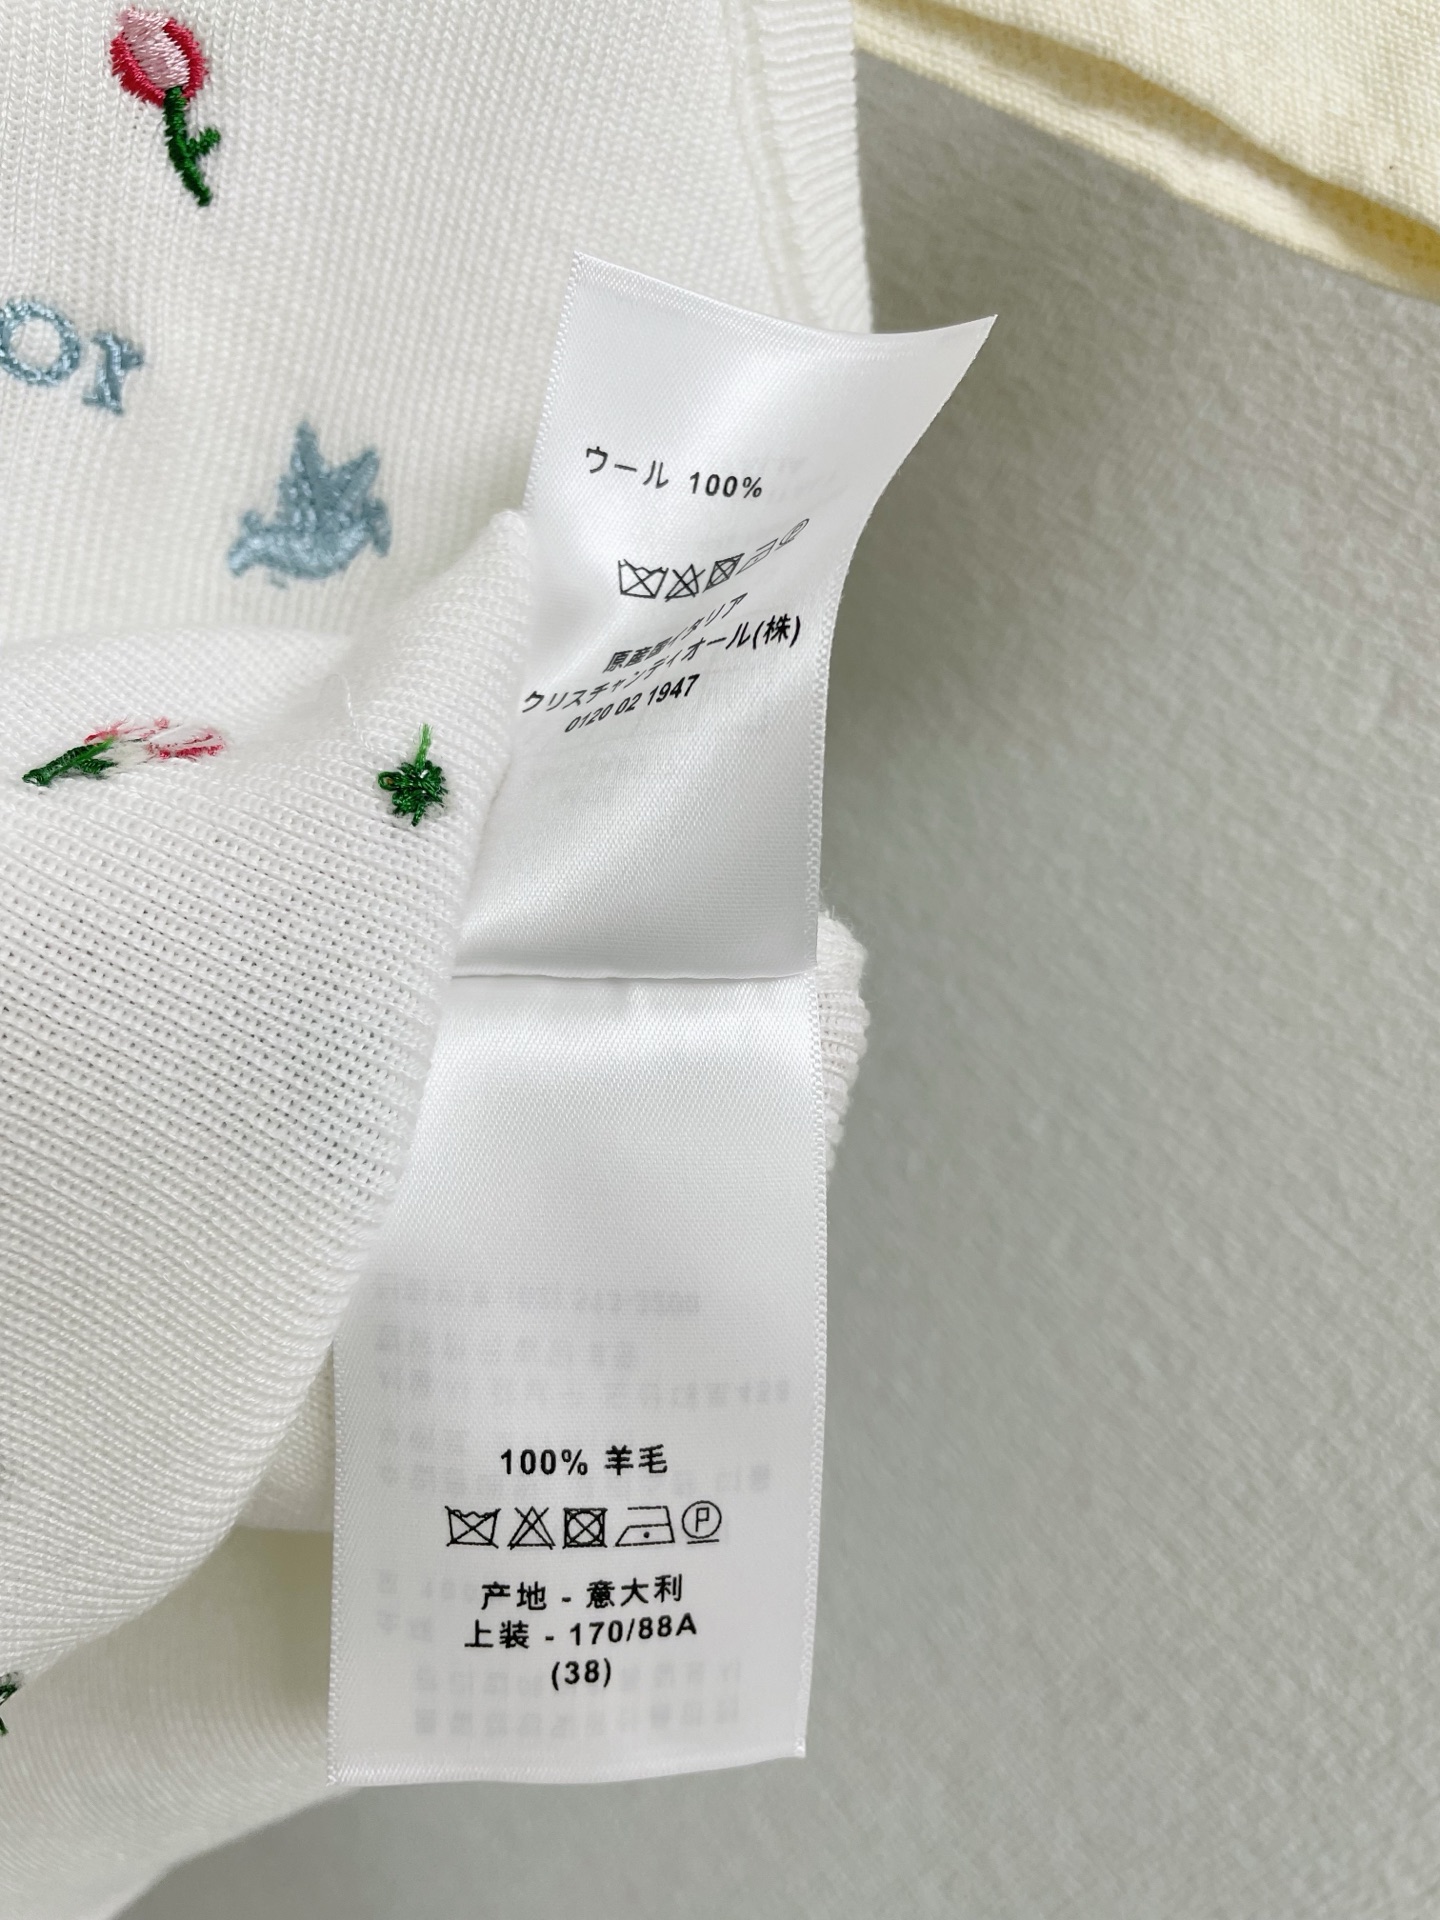 or
ウール 100%
原産国イタリア
クリスチャンディオール(株)
0120 02 1947
100% 羊毛
P
产地 - 意大利
上装 - 170/88A
(38)